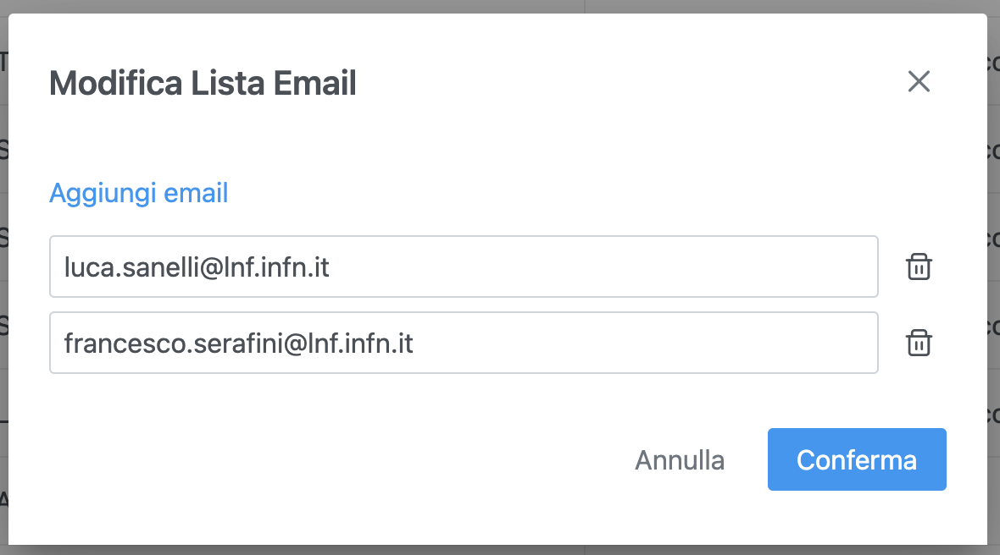 Modifica Lista Email
Aggiungi email
luca.sanelli@lnf.infn.it
francesco.serafini@lnf.infn.it
Annulla
Conferma